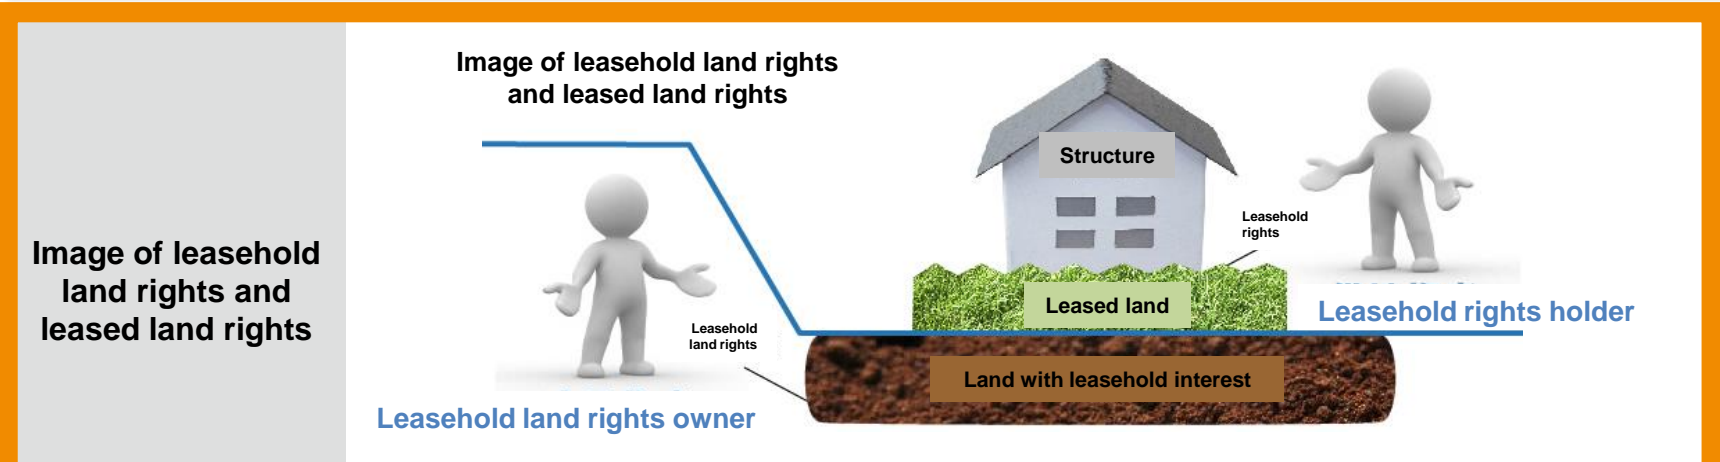 Image of leasehold
land rights and
leased land rights
Image of leasehold land rights
and leased land rights
Structure
Leasehold
rights
Leased land
Leasehold rights holder
Leasehold
land rights
Land with leasehold interest
Leasehold land rights owner